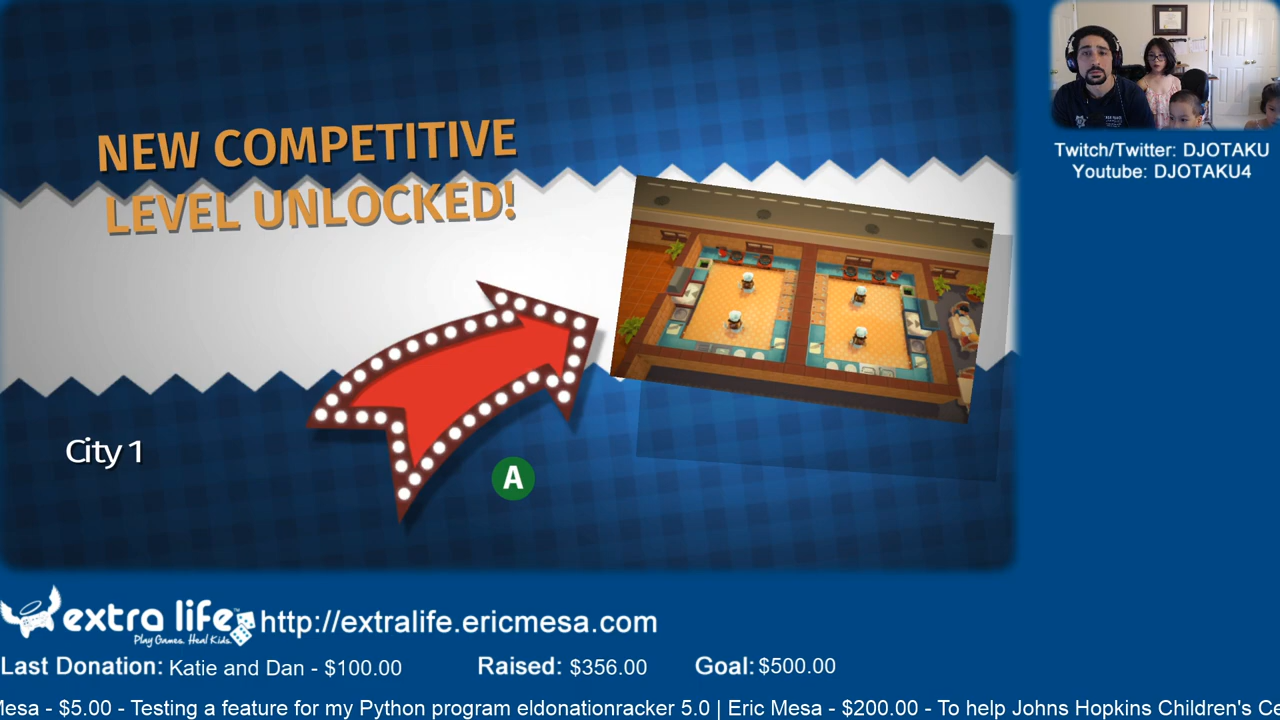 NEW COMPETITIVE
LEVEL UNLOCKED!
City 1
A
Twitch/Twitter: DJOTAKU
Youtube: DJOTAKU4
extra life
Play Games. Heal Kids.
http://extralife.ericmesa.com
Last Donation: Katie and Dan - $100.00 Raised: $356.00 Goal: $500.00
Mesa - $5.00 - Testing a feature for my Python program eldonationracker 5.0 | Eric Mesa - $200.00 - To help Johns Hopkins Children's Ce